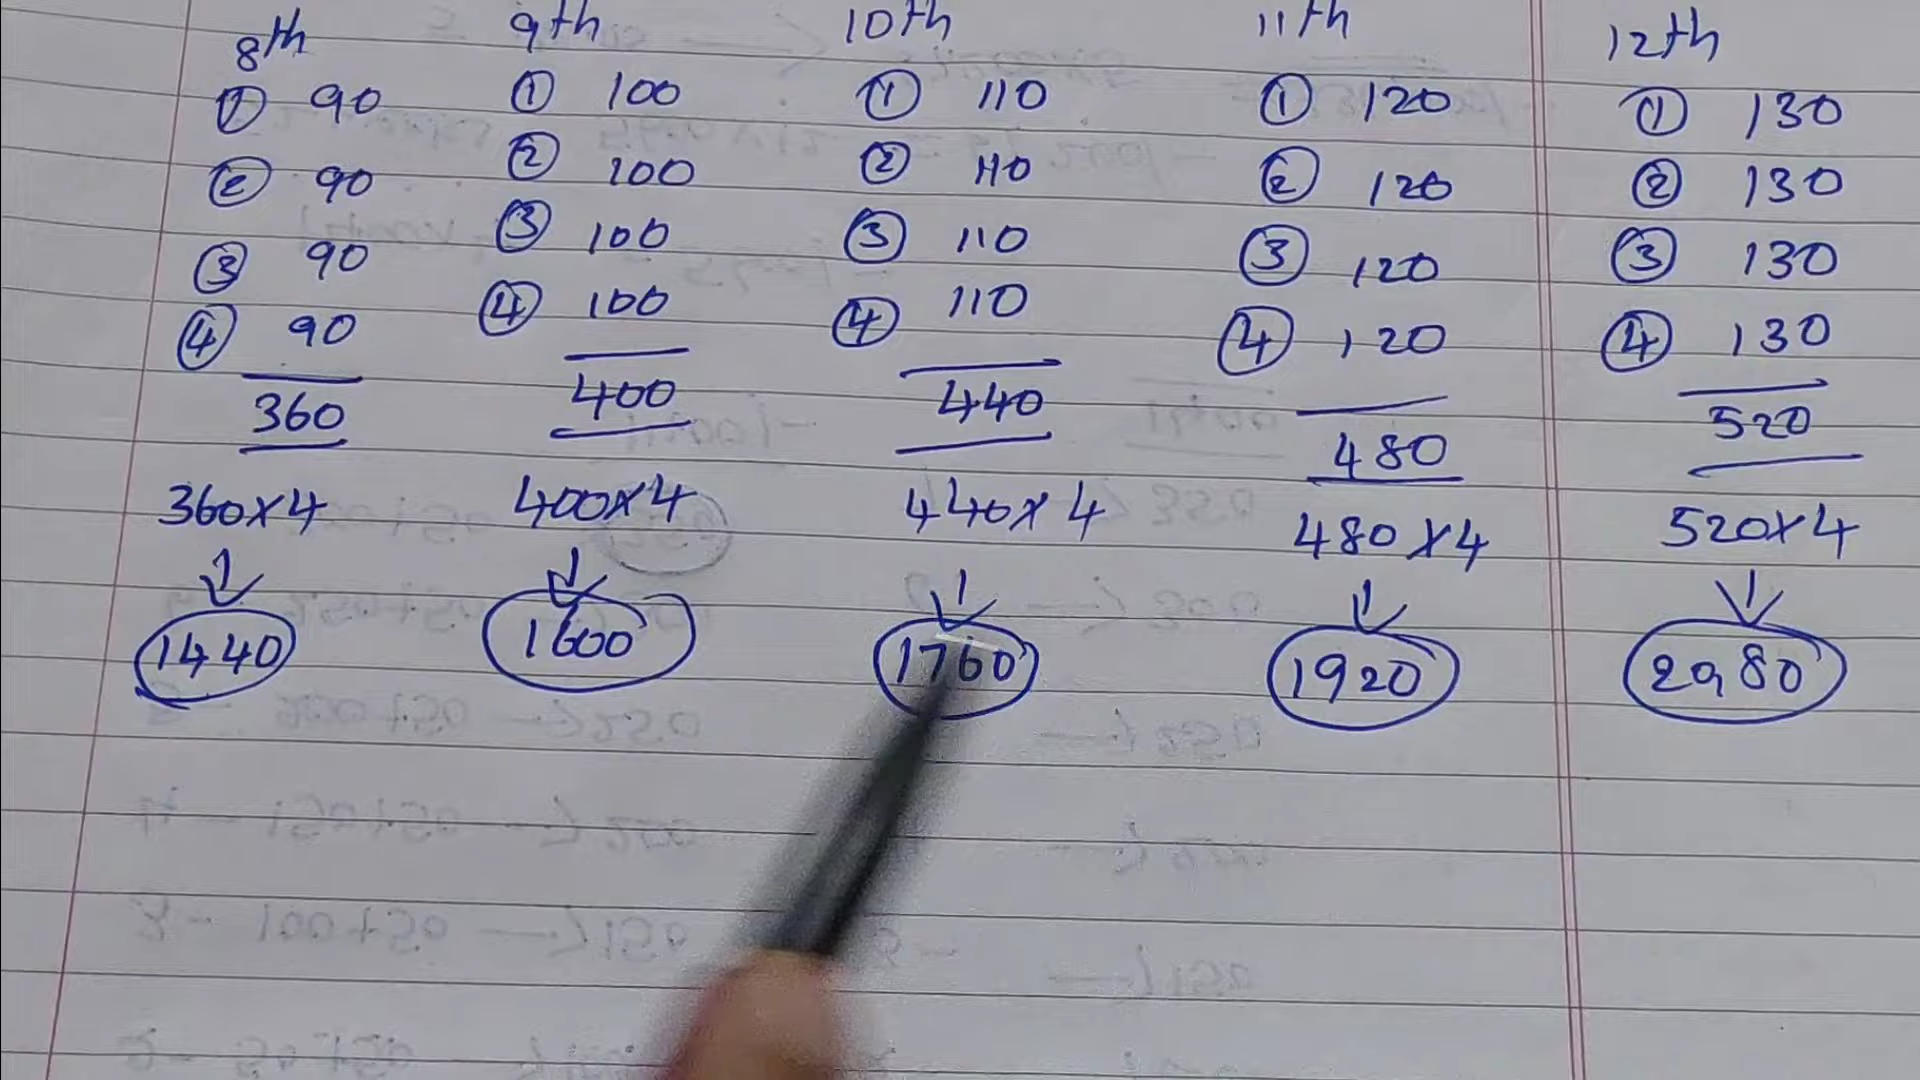 8th 9th 10th 11th 12th
① 90 ① 100 ① 110 ① 120 ① 130
② 90 ② 100 ② 110 ② 120 ② 130
③ 90 ③ 100 ③ 110 ③ 120 ③ 130
④ 90 ④ 100 ④ 110 ④ 120 ④ 130
360 400 440 480 520
360x4 400x4 440x4 480x4 520x4
1440 1600 1760 1920 2980